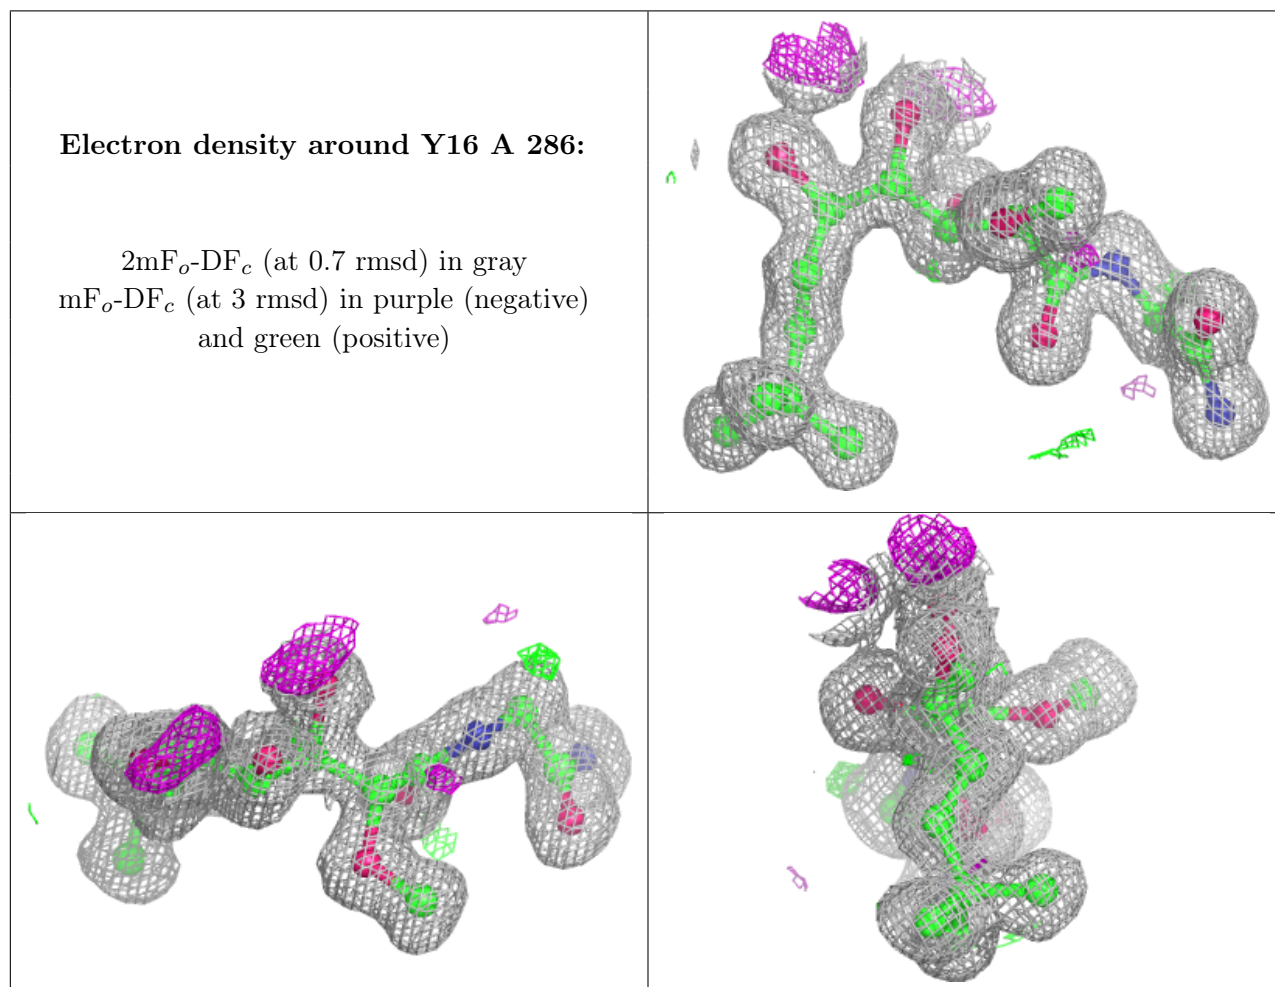 Electron density around Y16 A 286:
2mFo-DFc (at 0.7 rmsd) in gray
mFo-DFc (at 3 rmsd) in purple (negative)
and green (positive)